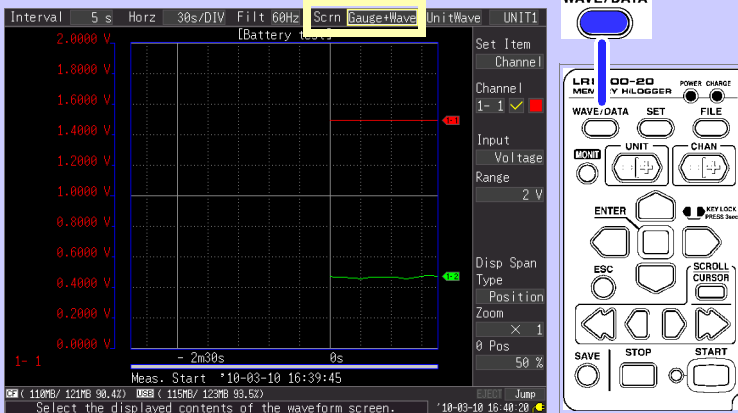 WAVE/DATA
Interval 5 s Horz 30s/DIV Filt 60Hz Scrn Gauge+Wave UnitWave UNIT1
[Battery test]
2.0000 V
1.8000 V
1.6000 V
1.4000 V
1.2000 V
1.0000 V
0.8000 V
0.6000 V
0.4000 V
0.2000 V
0.0000 V
1- 1
1-1
1-2
- 2m30s 0s
Meas. Start '10-03-10 16:39:45
Set Item
Channel
Channel
1- 1
Input
Voltage
Range
2 V
Disp Span
Type
Position
Zoom
× 1
0 Pos
50 %
CF ( 110MB/ 121MB 90.4%) USB ( 115MB/ 123MB 93.5%) EJECT Jump
Select the displayed contents of the waveform screen. '10-03-10 16:40:20
00-20
HiLOGGER
POWER CHARGE
WAVE/DATA SET FILE
MONIT UNIT CHAN
ENTER
KEY LOCK
PRESS 3sec
ESC
SCROLL
CURSOR
SAVE STOP START